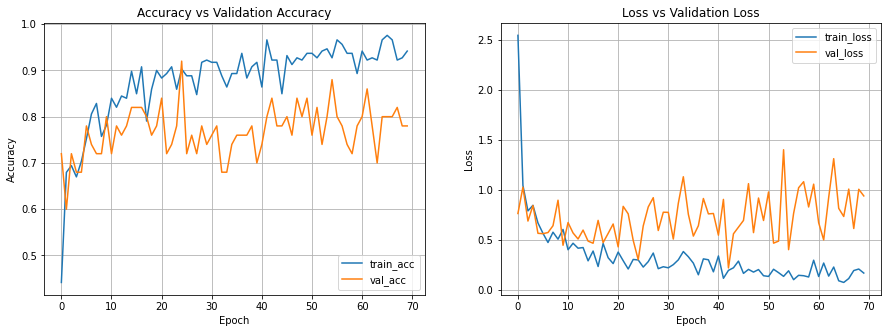 Accuracy vs Validation Accuracy
1.0
0.9
0.8
0.7
0.6
0.5
Accuracy
0 10 20 30 40 50 60 70
Epoch
train_acc
val_acc
Loss vs Validation Loss
2.5
2.0
1.5
1.0
0.5
0.0
Loss
0 10 20 30 40 50 60 70
Epoch
train_loss
val_loss